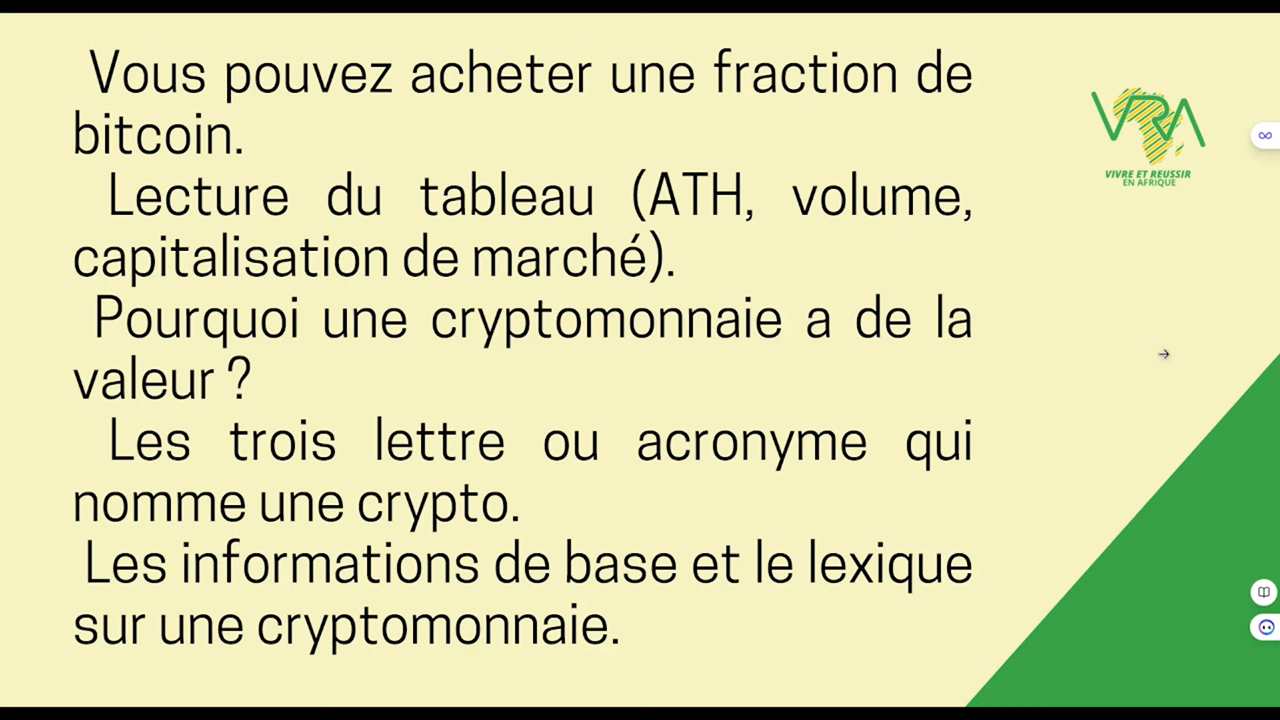 Vous pouvez acheter une fraction de
bitcoin.
Lecture du tableau (ATH, volume,
capitalisation de marché).
Pourquoi une cryptomonnaie a de la
valeur ?
Les trois lettre ou acronyme qui
nomme une crypto.
Les informations de base et le lexique
sur une cryptomonnaie.
VRA
VIVRE ET REUSSIR
EN AFRIQUE